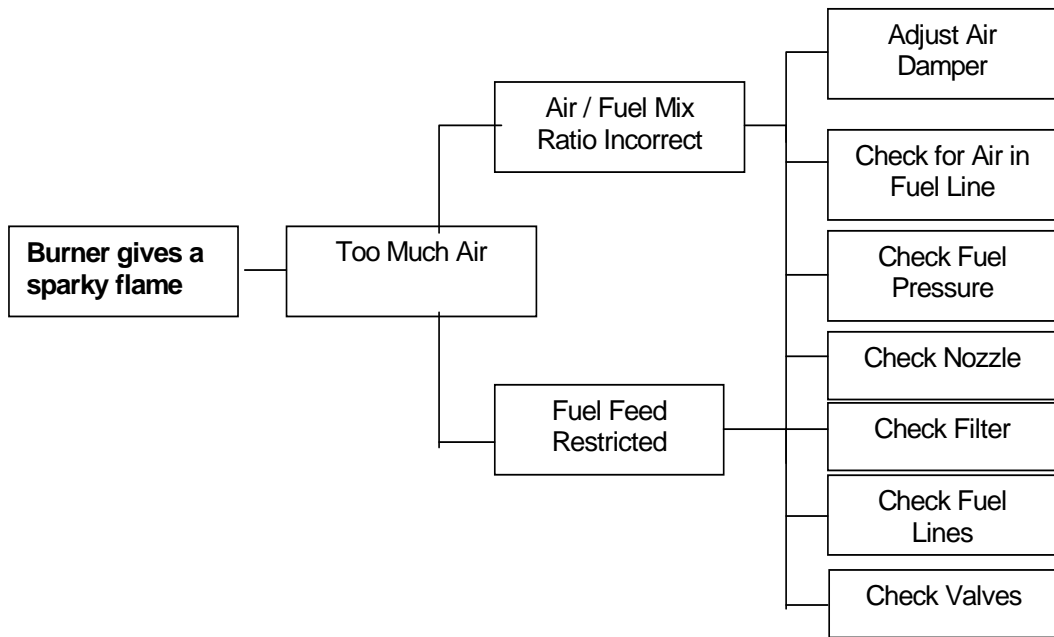 Burner gives a
sparky flame
Too Much Air
Air / Fuel Mix
Ratio Incorrect
Fuel Feed
Restricted
Adjust Air
Damper
Check for Air in
Fuel Line
Check Fuel
Pressure
Check Nozzle
Check Filter
Check Fuel
Lines
Check Valves